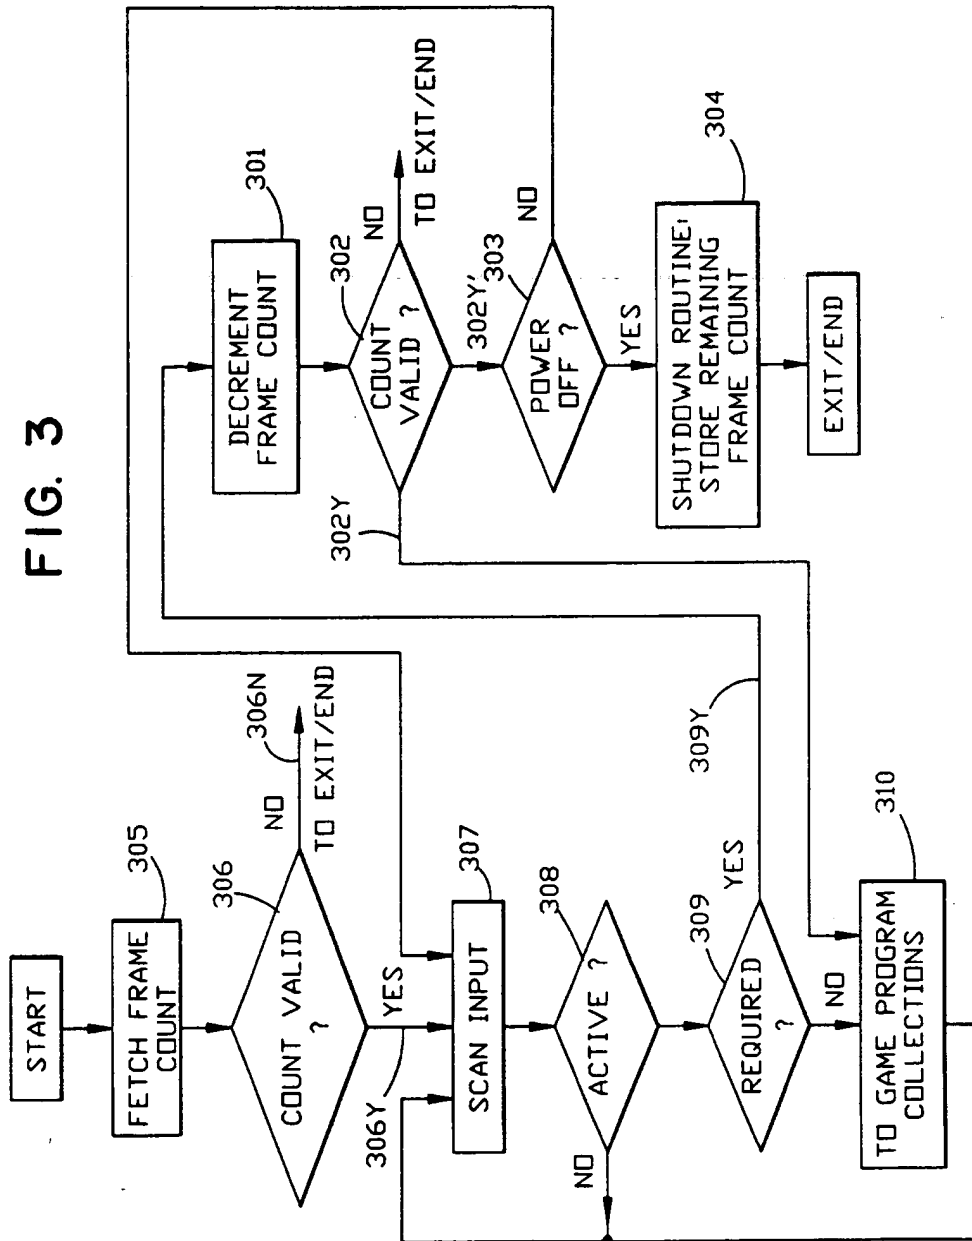 FIG. 3
START
FETCH FRAME
COUNT
305
COUNT VALID
?
306
NO
306N
TO EXIT/END
YES
306Y
SCAN INPUT
307
ACTIVE ?
308
NO
REQUIRED
?
309
YES
309Y
NO
TO GAME PROGRAM
COLLECTIONS
310
DECREMENT
FRAME COUNT
301
COUNT
VALID ?
302
NO
TO EXIT/END
302Y
302Y'
POWER
OFF ?
303
NO
YES
SHUTDOWN ROUTINE;
STORE REMAINING
FRAME COUNT
304
EXIT/END